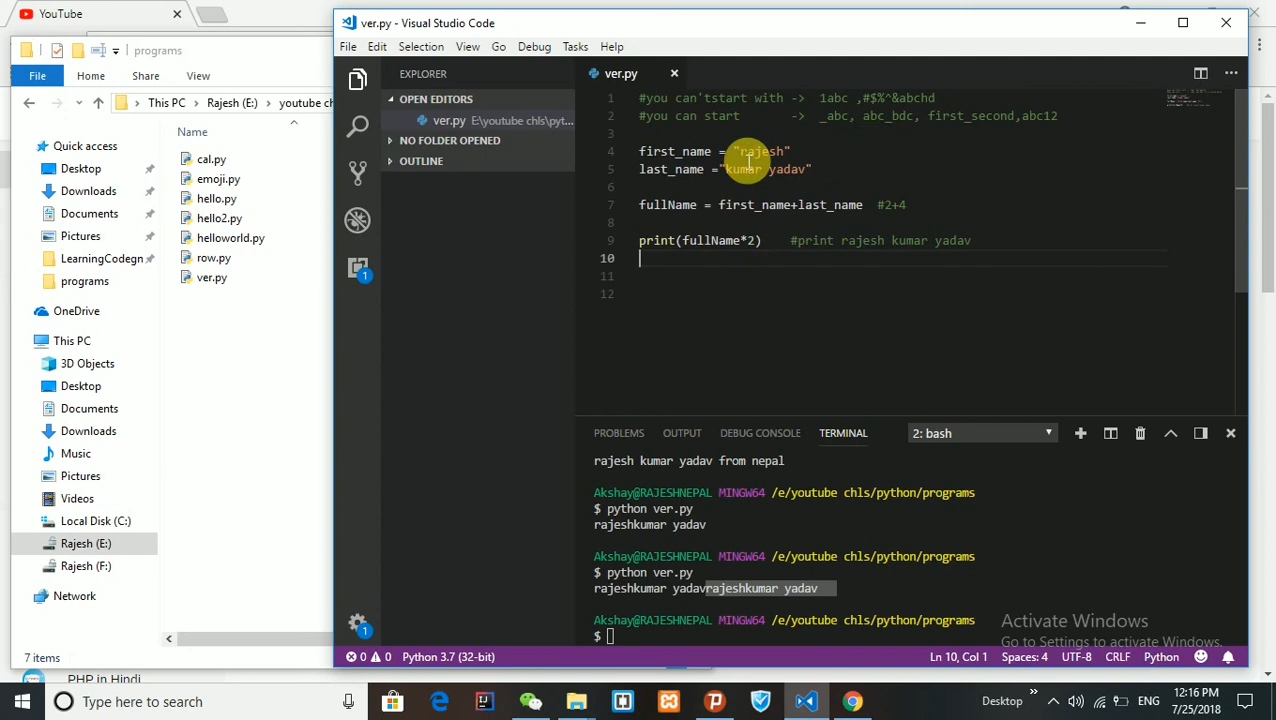 YouTube
programs
File
Home
Share
View
This PC
Rajesh (E:)
youtube ch
Name
Quick access
Desktop
Downloads
Documents
Pictures
LearningCodegn
programs
OneDrive
This PC
3D Objects
Desktop
Documents
Downloads
Music
Pictures
Videos
Local Disk (C:)
Rajesh (E:)
Rajesh (F:)
Network
cal.py
emoji.py
hello.py
hello2.py
helloworld.py
row.py
ver.py
7 items
PHP in Hindi
ver.py - Visual Studio Code
File Edit Selection View Go Debug Tasks Help
EXPLORER
OPEN EDITORS
ver.py E:\youtube chls\pyt...
NO FOLDER OPENED
OUTLINE
1
1
ver.py
1 #you can'tstart with -> 1abc ,#$%^&abchd
2 #you can start -> _abc, abc_bdc, first_second,abc12
3
4 first_name = "rajesh"
5 last_name ="kumar yadav"
6
7 fullName = first_name+last_name #2+4
8
9 print(fullName*2) #print rajesh kumar yadav
10
11
12
PROBLEMS OUTPUT DEBUG CONSOLE TERMINAL 2: bash
rajesh kumar yadav from nepal
Akshay@RAJESHNEPAL MINGW64 /e/youtube chls/python/programs
$ python ver.py
rajeshkumar yadav
Akshay@RAJESHNEPAL MINGW64 /e/youtube chls/python/programs
$ python ver.py
rajeshkumar yadavrajeshkumar yadav
Akshay@RAJESHNEPAL MINGW64 /e/youtube chls/python/programs
$
Activate Windows
Go to Settings to activate Windows.
0 0 Python 3.7 (32-bit) Ln 10, Col 1 Spaces: 4 UTF-8 CRLF Python
Type here to search
Desktop
ENG
12:16 PM
7/25/2018